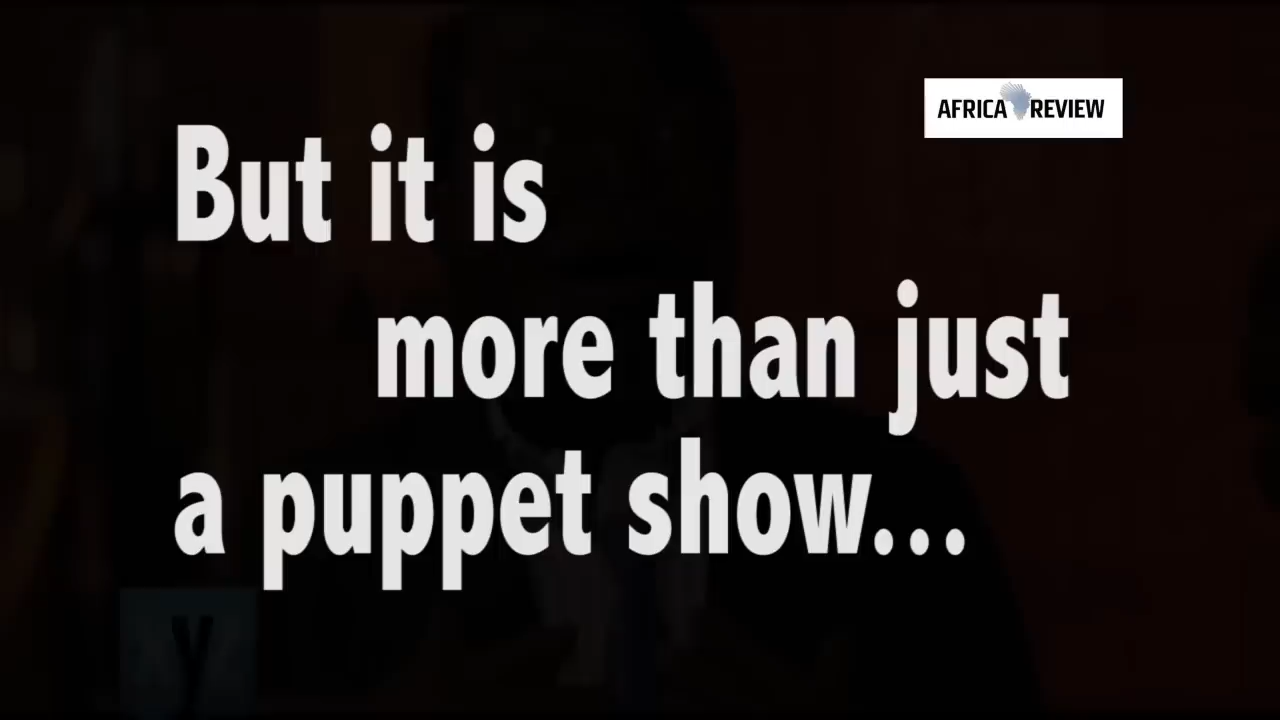 AFRICA REVIEW
But it is
more than just
a puppet show...
Y